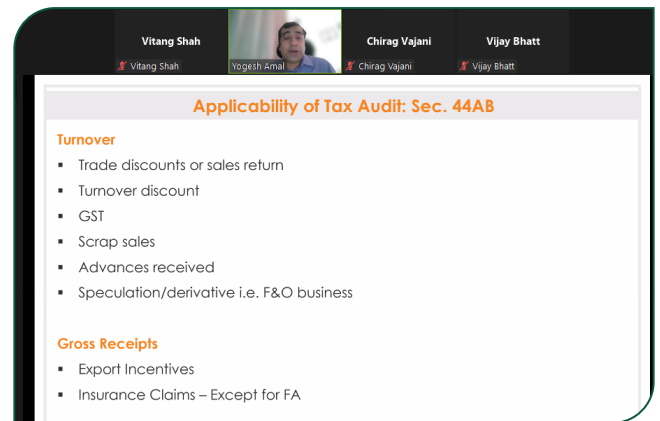 Vitang Shah
Chirag Vajani
Vijay Bhatt
Vitang Shah
Yogesh Amal
Chirag Vajani
Vijay Bhatt
Applicability of Tax Audit: Sec. 44AB
Turnover
▪ Trade discounts or sales return
▪ Turnover discount
▪ GST
▪ Scrap sales
▪ Advances received
▪ Speculation/derivative i.e. F&O business
Gross Receipts
▪ Export Incentives
▪ Insurance Claims – Except for FA